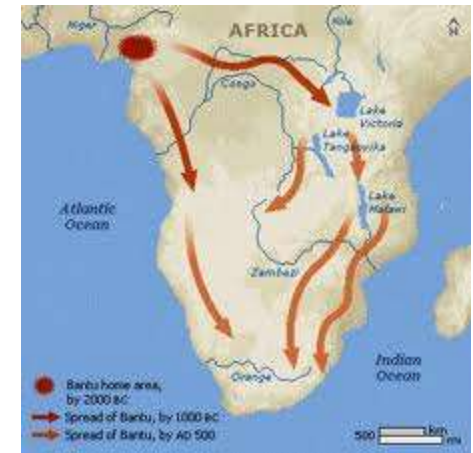 Niger
AFRICA
Nile
N
Congo
Lake
Victoria
Lake
Tanganyika
Lake
Malawi
Atlantic
Ocean
Zambezi
Indian
Ocean
Orange
Bantu home area,
by 2000 BC
Spread of Bantu, by 1000 BC
Spread of Bantu, by AD 500
500
km
mi